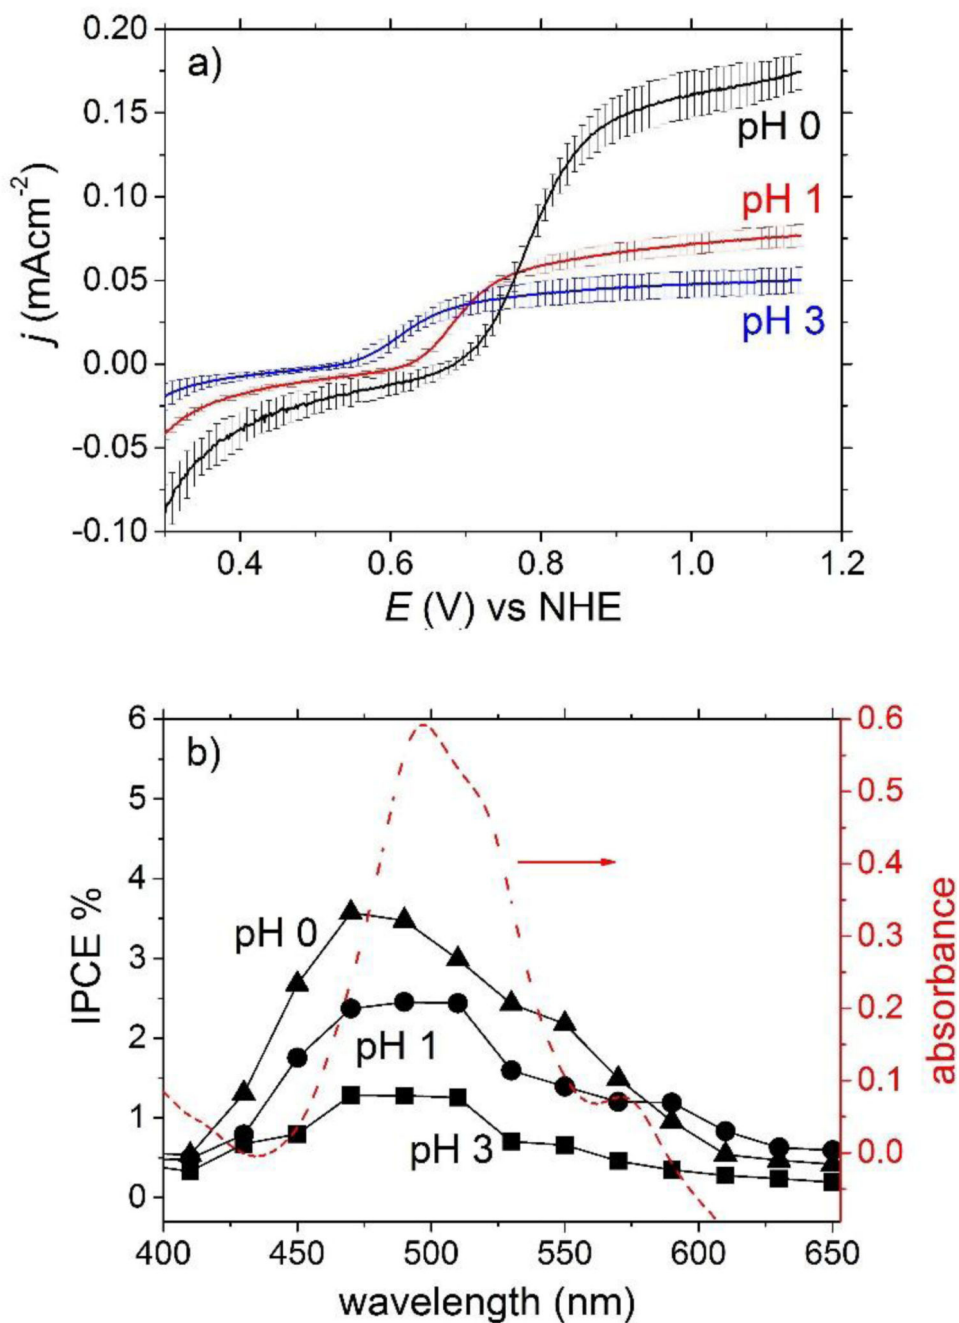 a)
0.20
0.15
0.10
0.05
0.00
-0.05
-0.10
j (mAcm⁻²)
pH 0
pH 1
pH 3
0.4 0.6 0.8 1.0 1.2
E (V) vs NHE
b)
6
5
4
3
2
1
0
IPCE %
pH 0
pH 1
pH 3
0.6
0.5
0.4
0.3
0.2
0.1
0.0
absorbance
400 450 500 550 600 650
wavelength (nm)